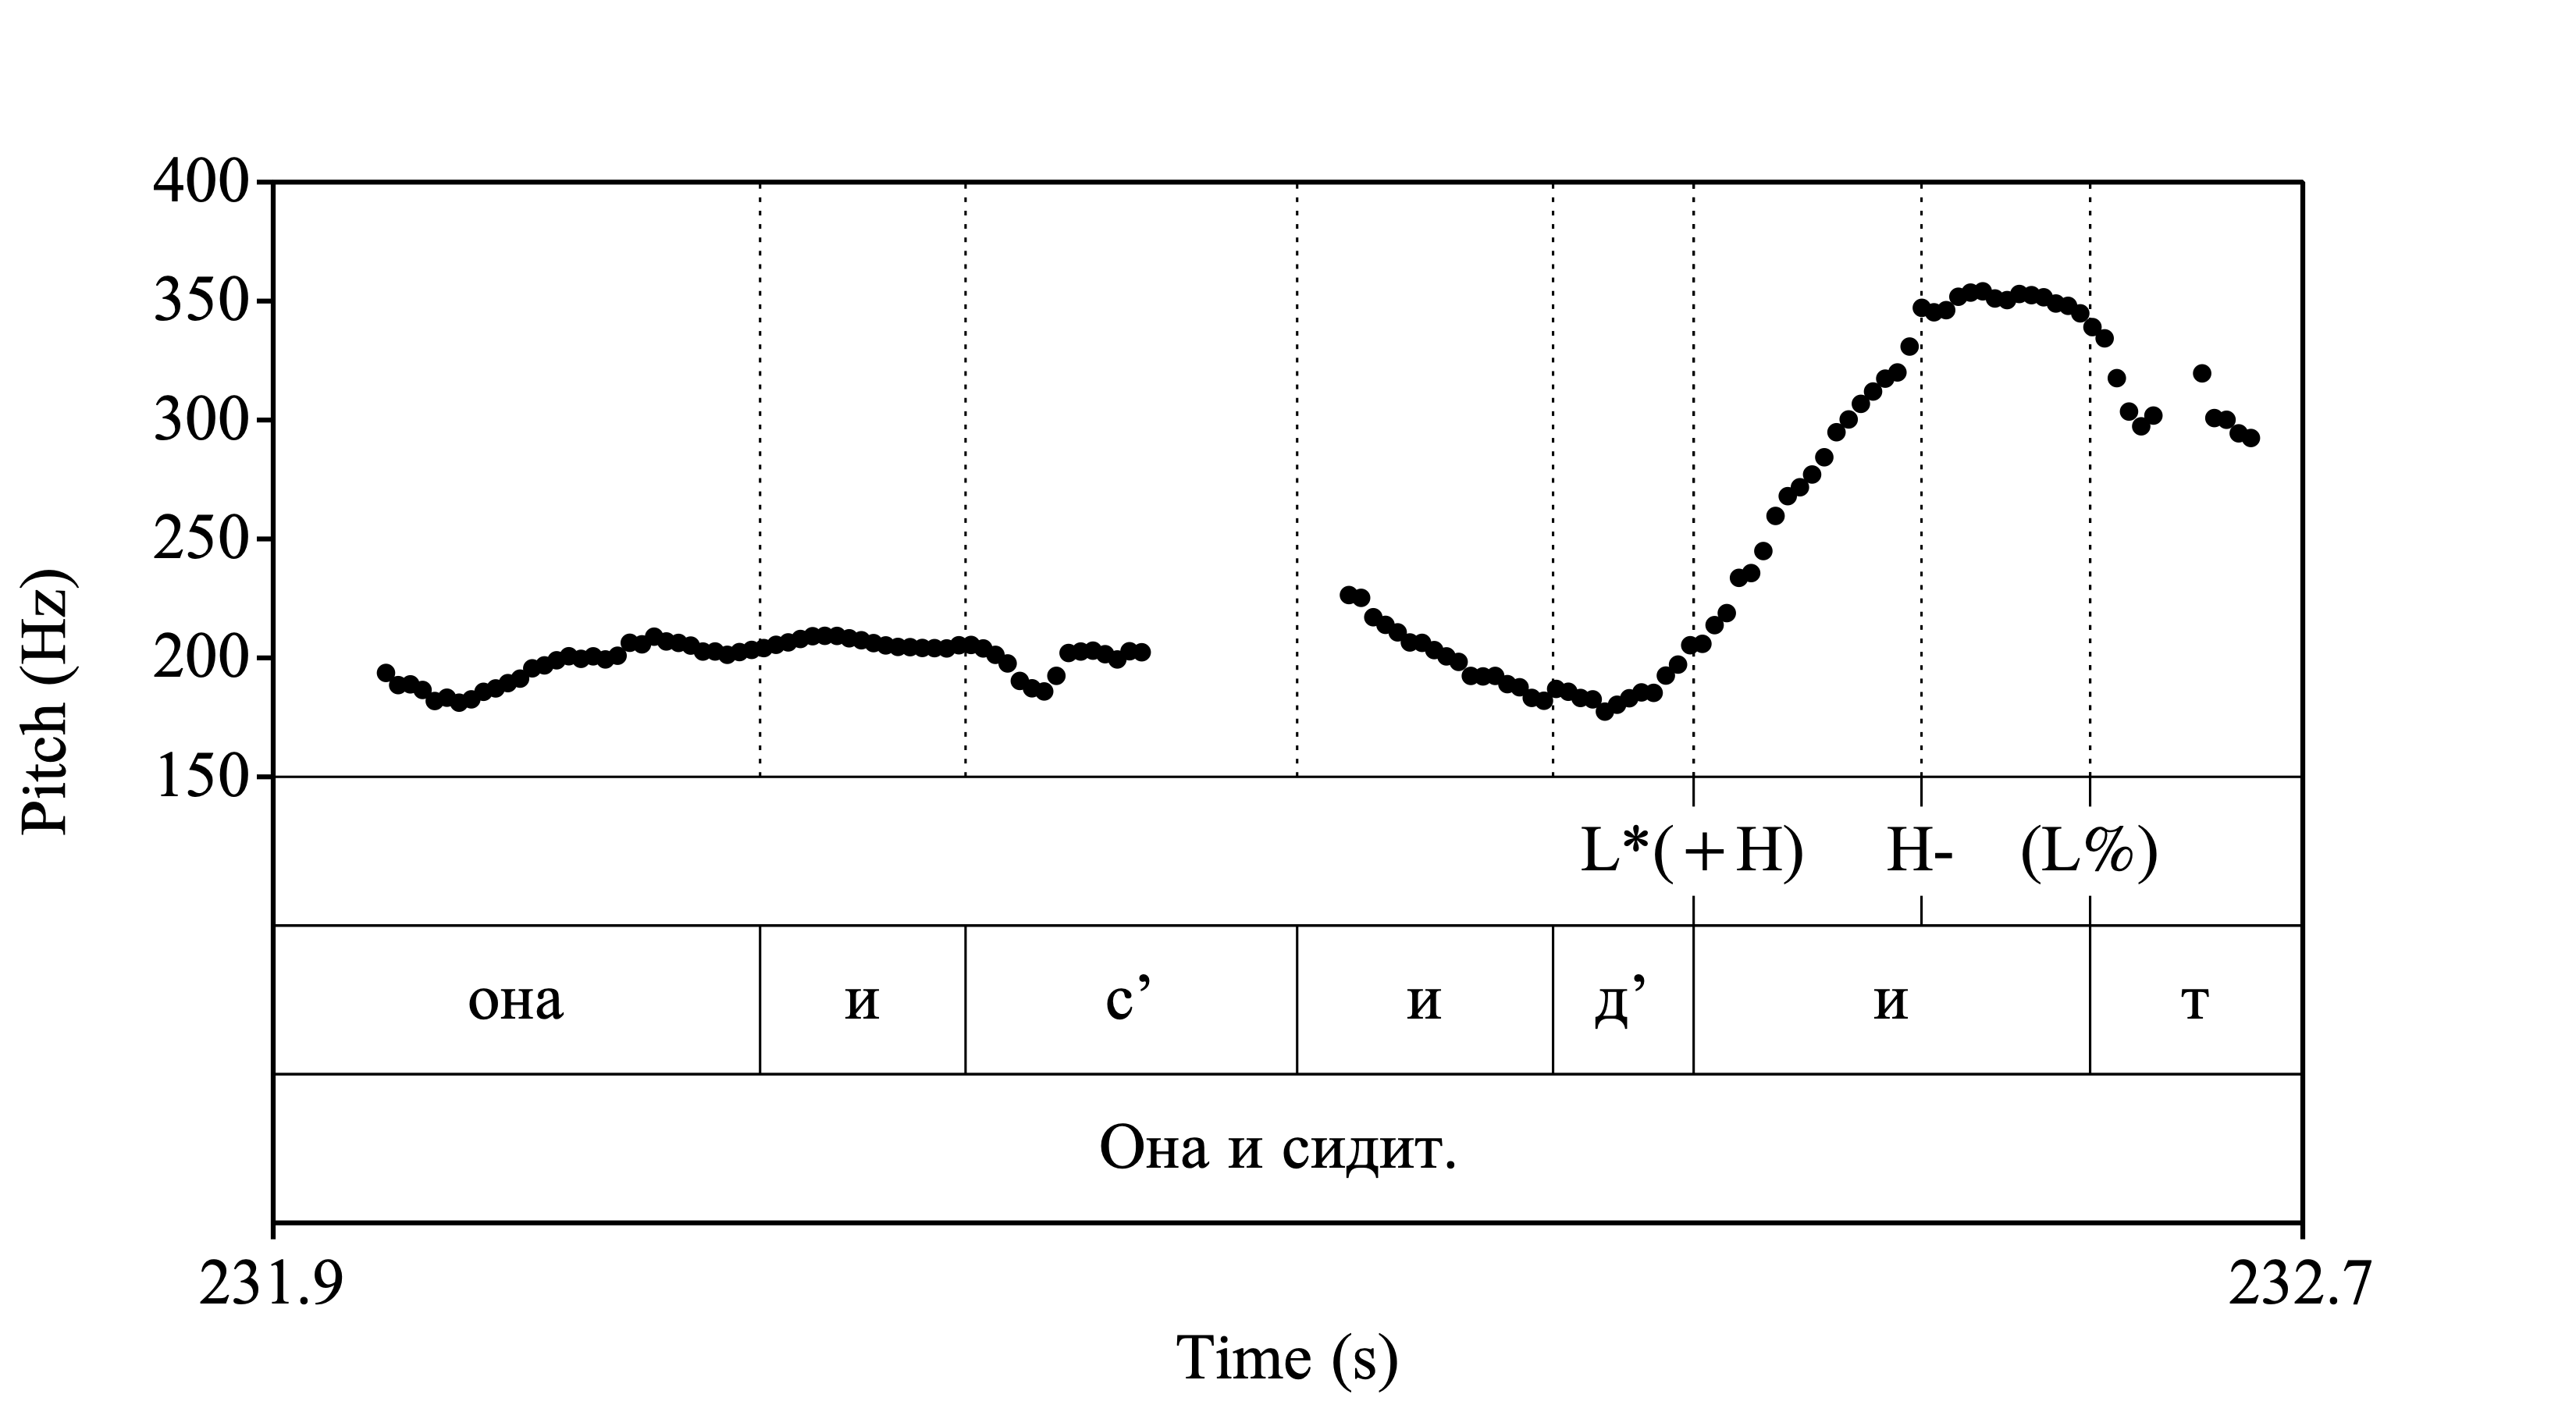 400
350
300
250
200
150
Pitch (Hz)
L*(+H) H- (L%)
она и с’ и д’ и т
Она и сидит.
231.9 232.7
Time (s)